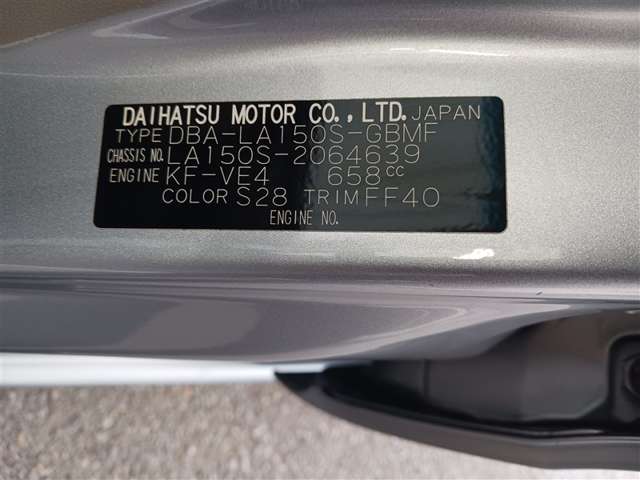 DAIHATSU MOTOR CO.,LTD. JAPAN
TYPE DBA-LA150S-GBMF
CHASSIS NO. LA150S-2064639
ENGINE KF-VE4 658cc
COLOR S28 TRIM FF40
ENGINE NO.